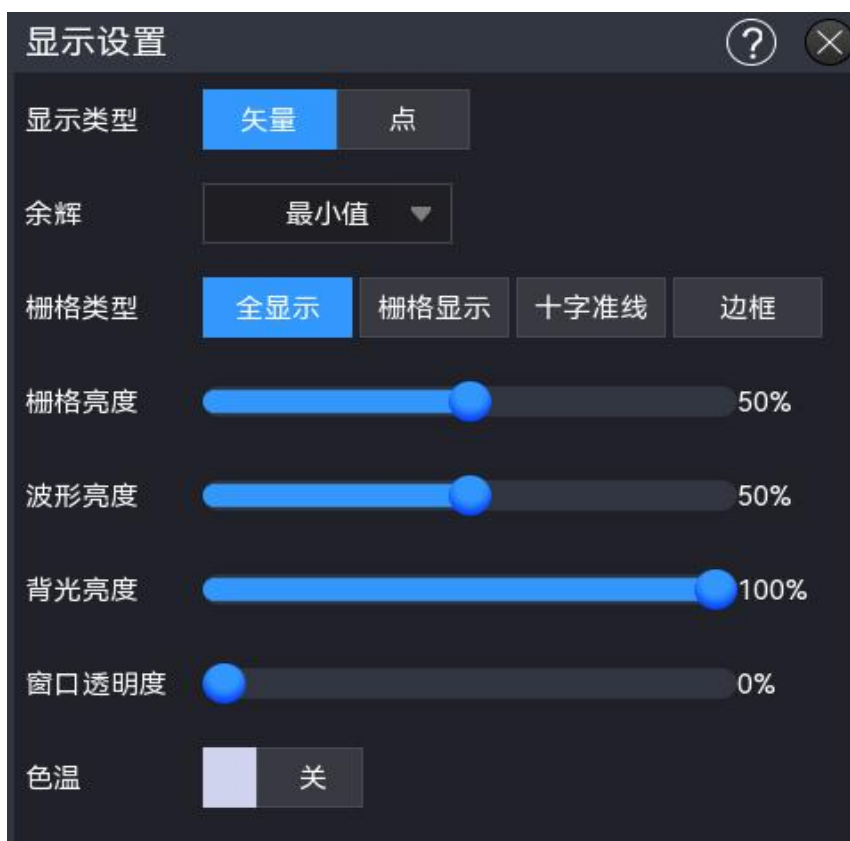 显示设置 ?
显示类型 矢量 点
余辉 最小值
栅格类型 全显示 栅格显示 十字准线 边框
栅格亮度 50%
波形亮度 50%
背光亮度 100%
窗口透明度 0%
色温 关